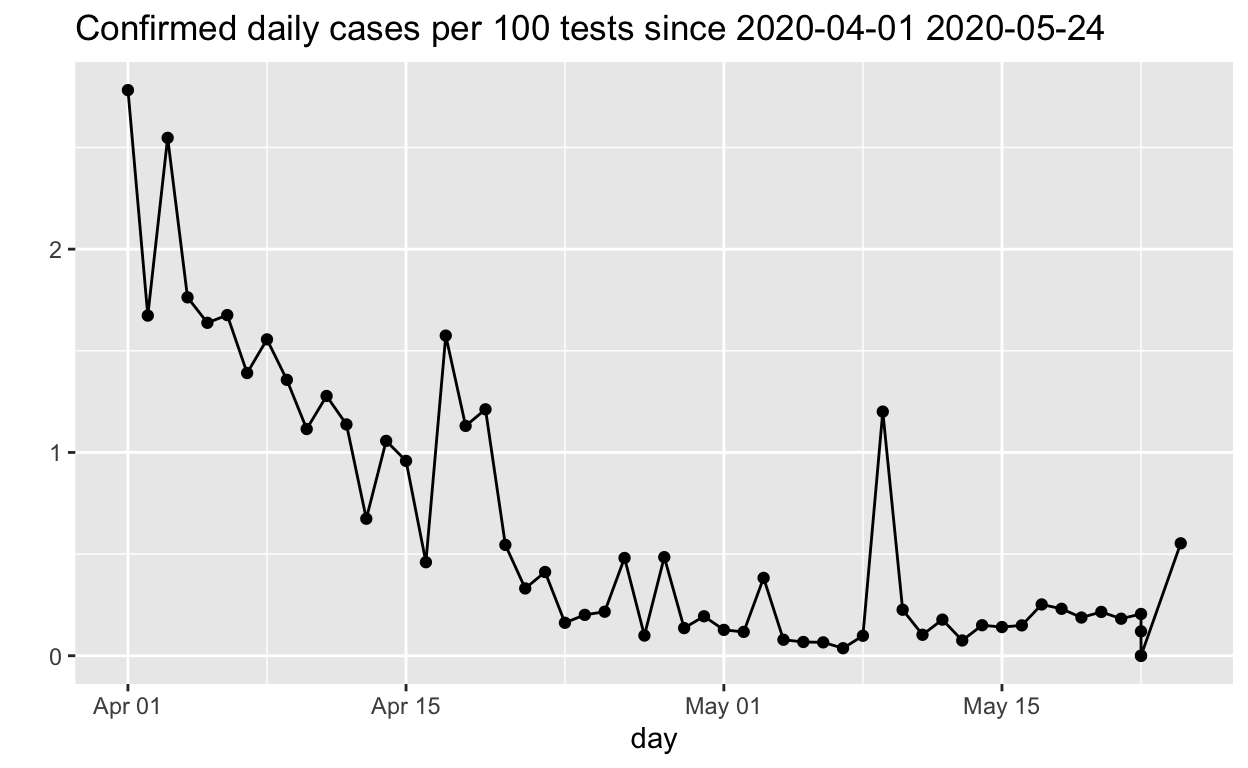 Confirmed daily cases per 100 tests since 2020-04-01 2020-05-24
2
1
0
Apr 01
Apr 15
May 01
May 15
day